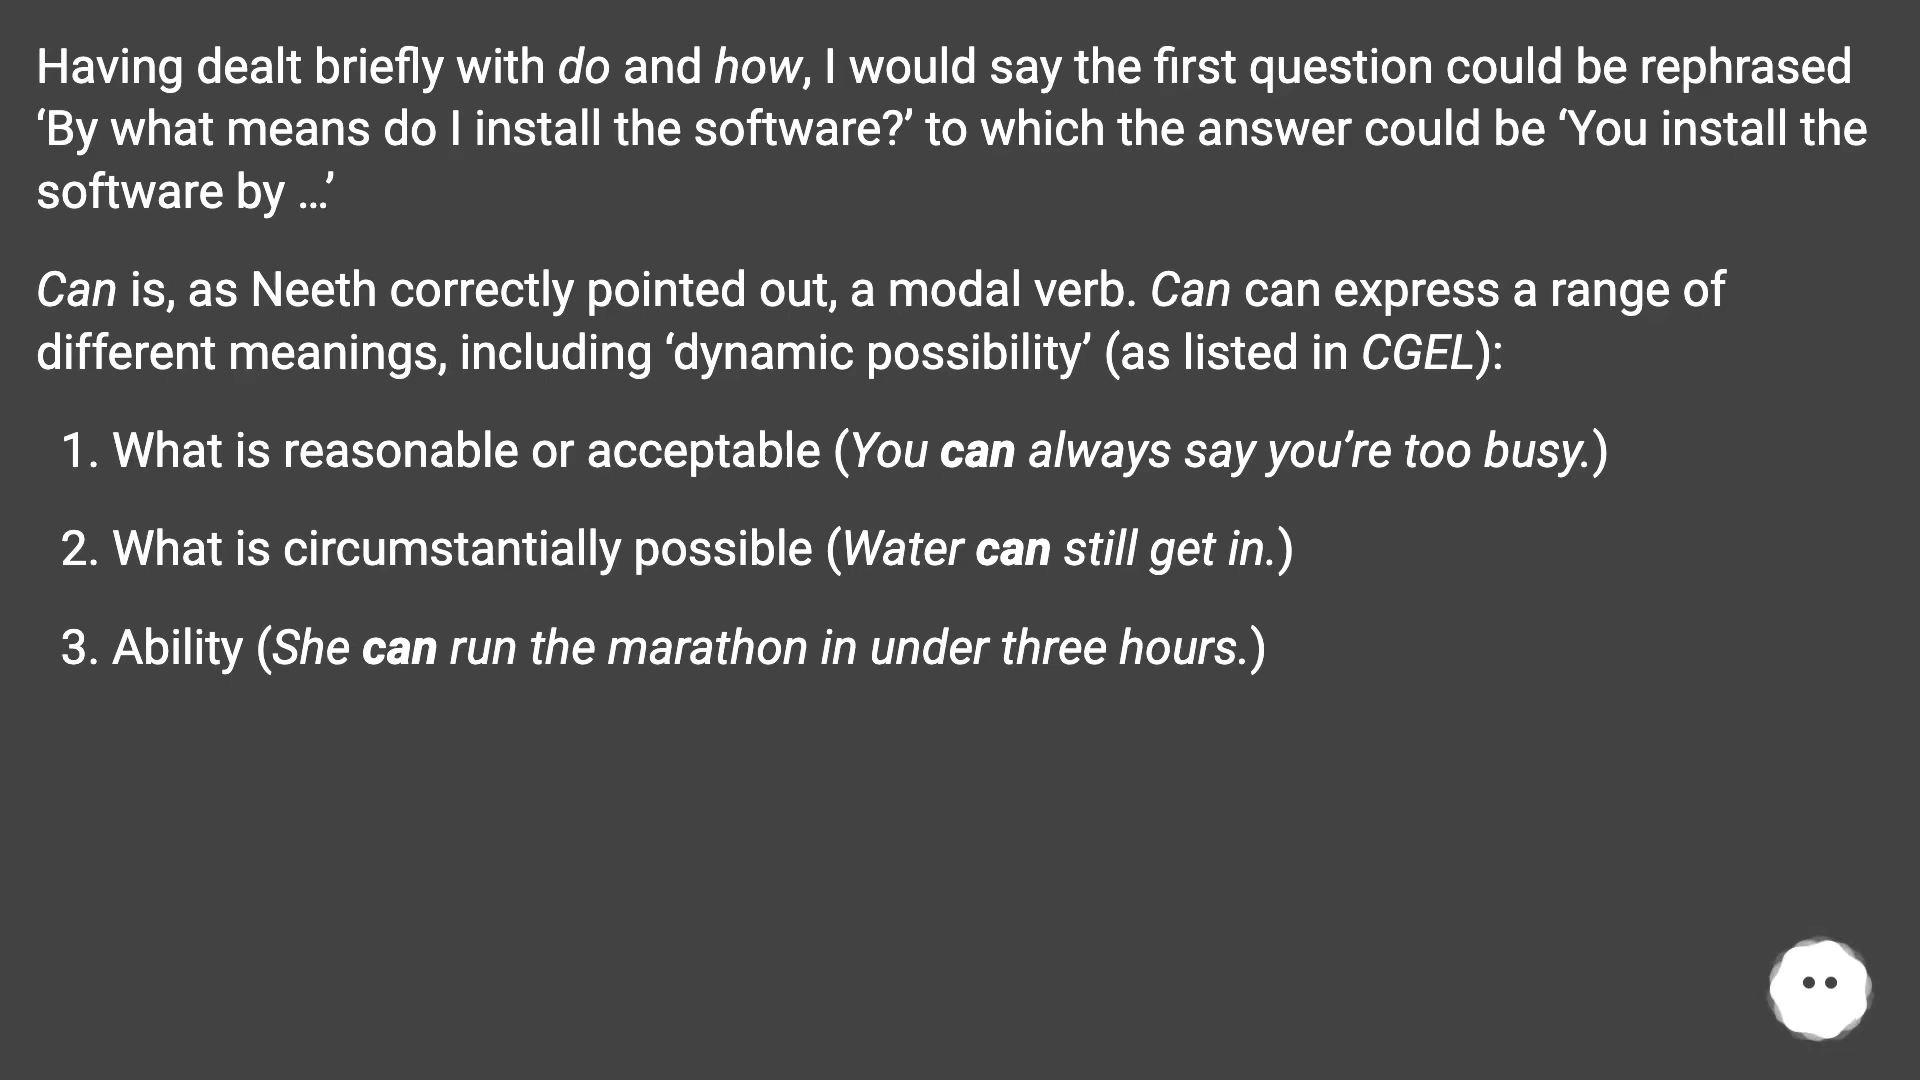 Having dealt briefly with do and how, I would say the first question could be rephrased
‘By what means do I install the software?’ to which the answer could be ‘You install the
software by …’
Can is, as Neeth correctly pointed out, a modal verb. Can can express a range of
different meanings, including ‘dynamic possibility’ (as listed in CGEL):
1. What is reasonable or acceptable (You can always say you’re too busy.)
2. What is circumstantially possible (Water can still get in.)
3. Ability (She can run the marathon in under three hours.)